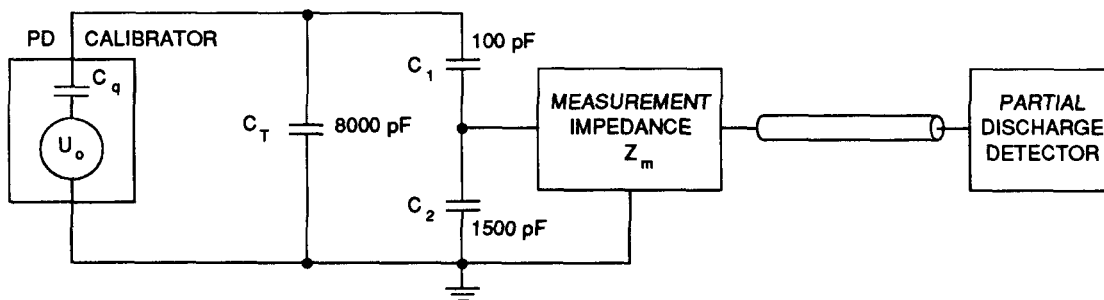 PD CALIBRATOR
C q
U o
C T
8000 pF
100 pF
C 1
C 2
1500 pF
MEASUREMENT
IMPEDANCE
Z m
PARTIAL
DISCHARGE
DETECTOR